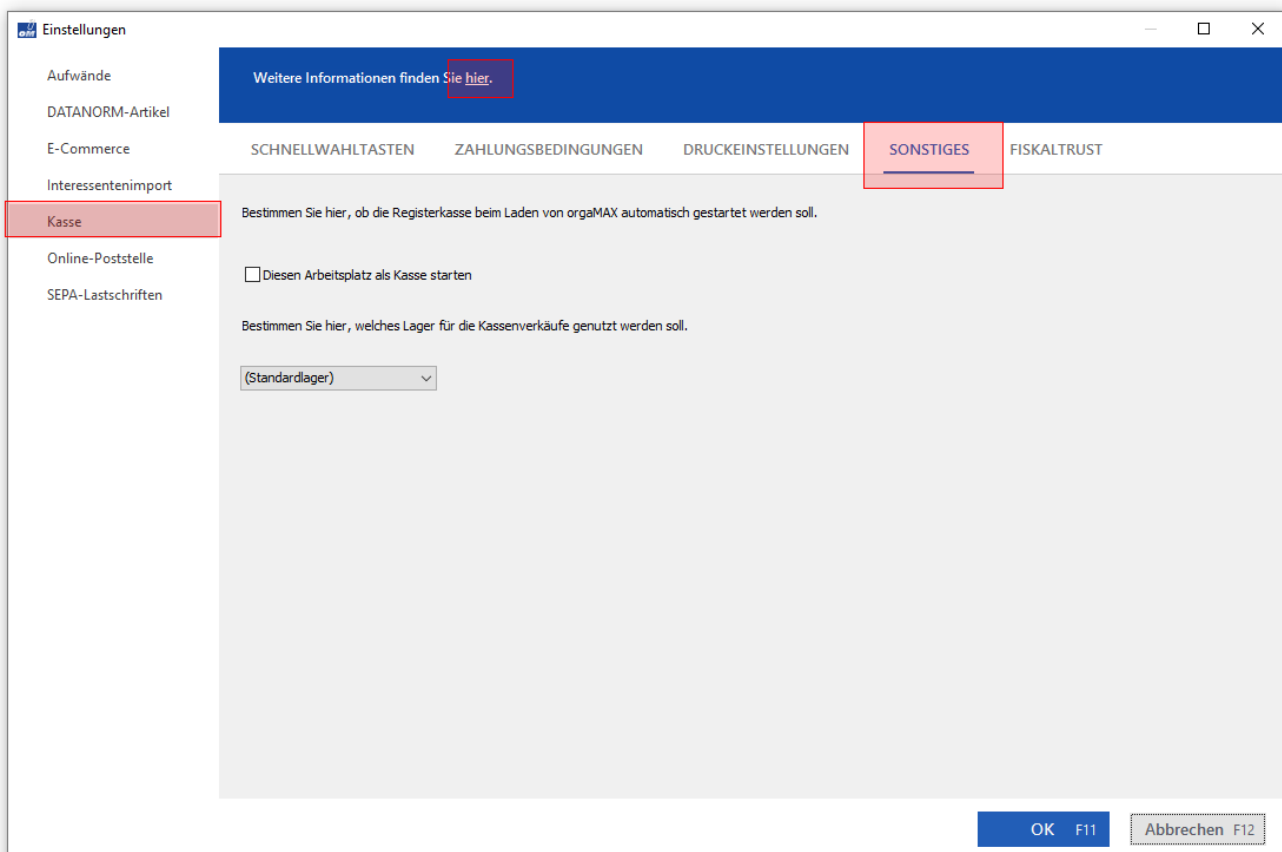 Einstellungen
Aufwände
DATANORM-Artikel
E-Commerce
Interessentenimport
Kasse
Online-Poststelle
SEPA-Lastschriften
Weitere Informationen finden Sie hier.
SCHNELLWAHLTASTEN ZAHLUNGSBEDINGUNGEN DRUCKEINSTELLUNGEN SONSTIGES FISKALTRUST
Bestimmen Sie hier, ob die Registerkasse beim Laden von orgaMAX automatisch gestartet werden soll.
Diesen Arbeitsplatz als Kasse starten
Bestimmen Sie hier, welches Lager für die Kassenverkäufe genutzt werden soll.
(Standardlager)
OK F11 Abbrechen F12